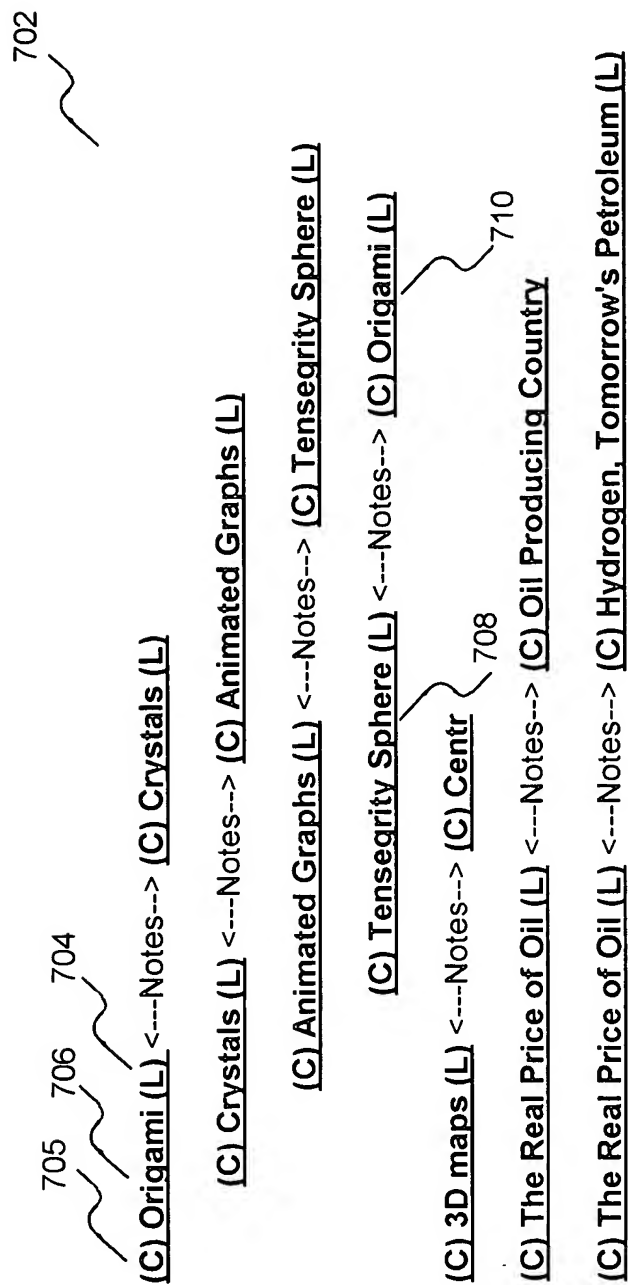 702
705 706 704
(C) Origami (L) <---Notes--> (C) Crystals (L)
(C) Crystals (L) <---Notes--> (C) Animated Graphs (L)
(C) Animated Graphs (L) <---Notes--> (C) Tensegrity Sphere (L)
(C) Tensegrity Sphere (L) <---Notes--> (C) Origami (L)
708 710
(C) 3D maps (L) <---Notes--> (C) Centr
(C) The Real Price of Oil (L) <---Notes--> (C) Oil Producing Country
(C) The Real Price of Oil (L) <---Notes--> (C) Hydrogen, Tomorrow's Petroleum (L)